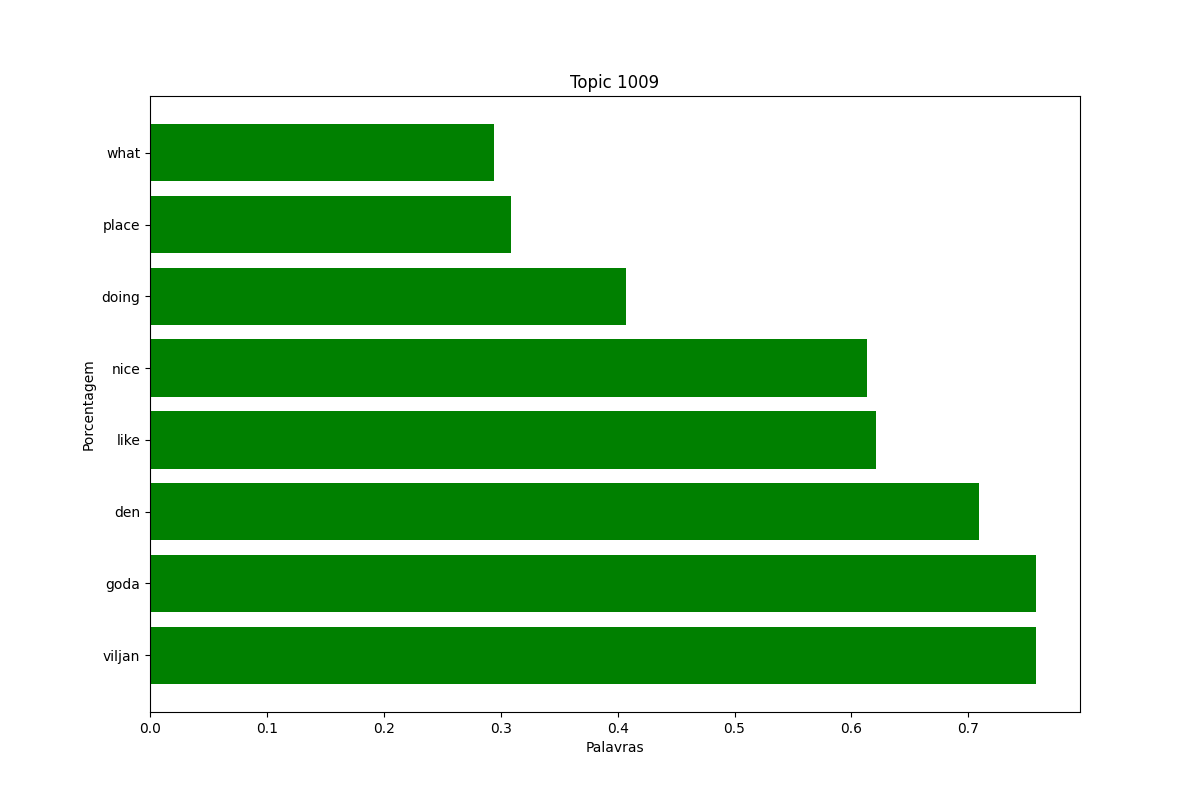 Topic 1009
what
place
doing
nice
like
den
goda
viljan
Porcentagem
0.0 0.1 0.2 0.3 0.4 0.5 0.6 0.7
Palavras